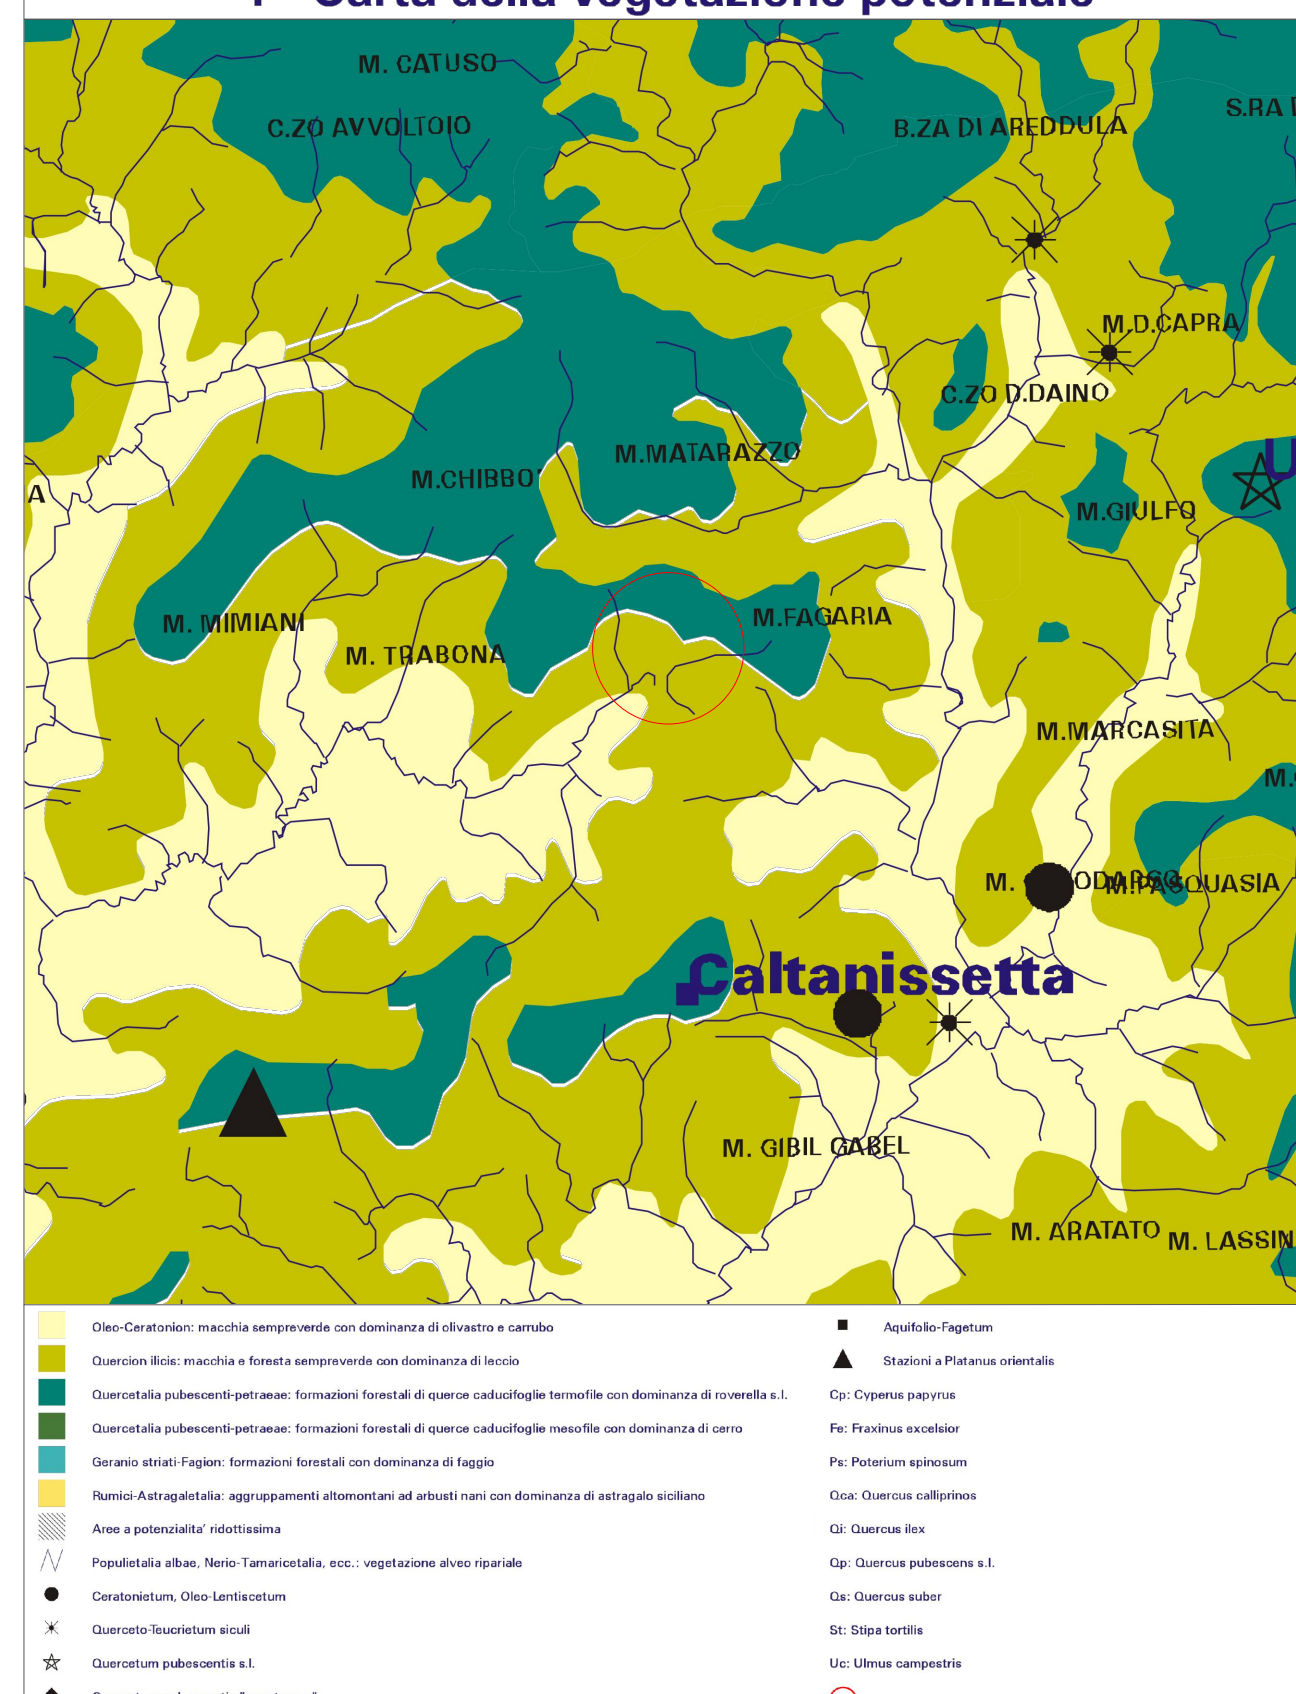 Carta della vegetazione potenziale
M. CATUSO
C.ZO AVVOLTOIO
B.ZA DI AREDDULA
S.RA
M.D.CAPRA
C.ZO D.DAINO
M.MATARAZZO
M.CHIBBO'
A
M.GIULFO
M. MIMIANI
M.FAGARIA
M. TRABONA
M.MARCASITA
M.
M.
M.PASQUASIA
Caltanissetta
M. GIBIL GABEL
M. ARATATO
M. LASSIN
Oleo-Ceratonion: macchia sempreverde con dominanza di olivastro e carrubo
Quercion ilicis: macchia e foresta sempreverde con dominanza di leccio
Quercetalia pubescenti-petraeae: formazioni forestali di querce caducifoglie termofile con dominanza di roverella s.l.
Quercetalia pubescenti-petraeae: formazioni forestali di querce caducifoglie mesofile con dominanza di cerro
Geranio striati-Fagion: formazioni forestali con dominanza di faggio
Rumici-Astragaletalia: aggruppamenti altomontani ad arbusti nani con dominanza di astragalo siciliano
Aree a potenzialita' ridottissima
Populietalia albae, Nerio-Tamaricetalia, ecc.: vegetazione alveo ripariale
Ceratonietum, Oleo-Lentiscetum
Querceto-Teucrietum siculi
Quercetum pubescentis s.l.
Aquifolio-Fagetum
Stazioni a Platanus orientalis
Cp: Cyperus papyrus
Fe: Fraxinus excelsior
Ps: Poterium spinosum
Qca: Quercus calliprinos
Qi: Quercus ilex
Qp: Quercus pubescens s.l.
Qs: Quercus suber
St: Stipa tortilis
Uc: Ulmus campestris